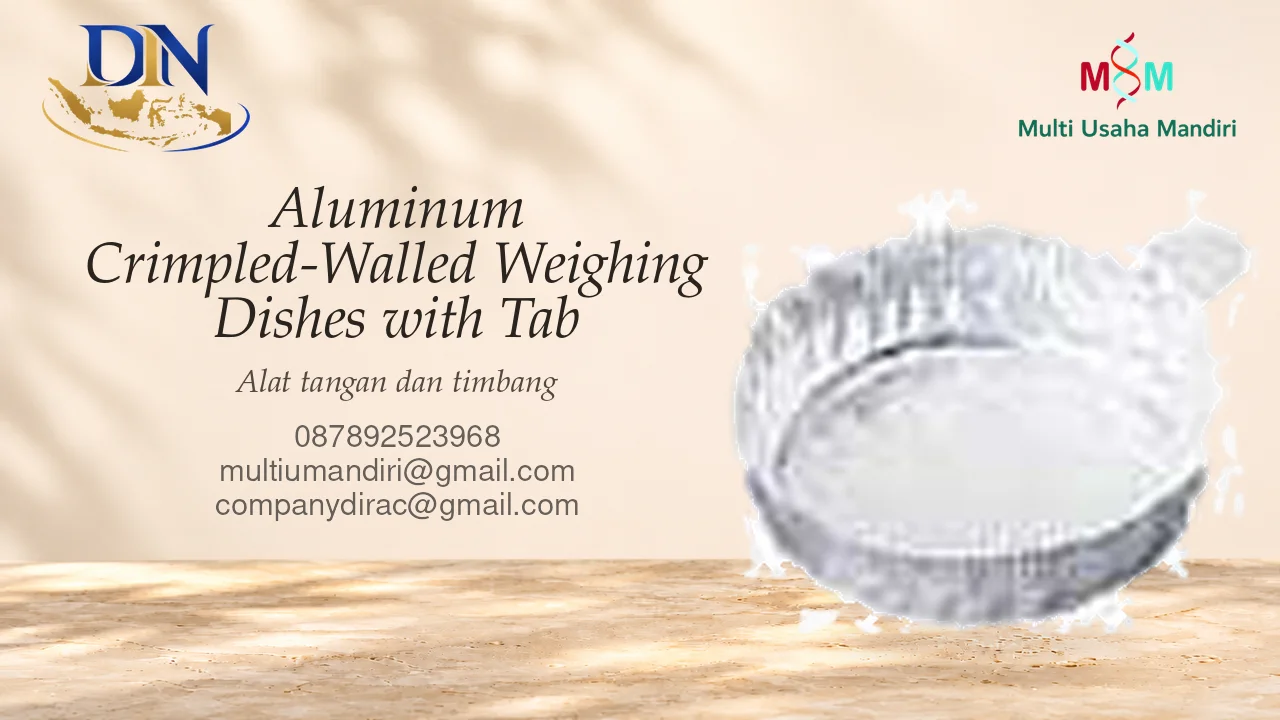 DIN
M M
Multi Usaha Mandiri
Aluminum
Crimpled-Walled Weighing
Dishes with Tab
Alat tangan dan timbang
087892523968
multiumandiri@gmail.com
companydirac@gmail.com